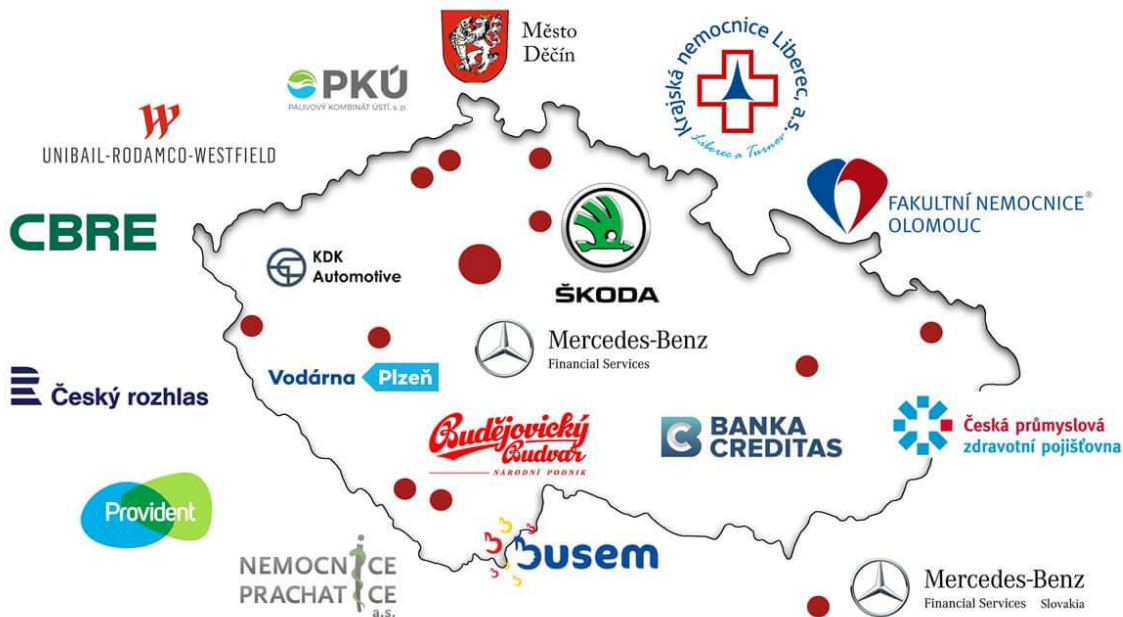 Město
Děčín
PKÚ
PALIVOVÝ KOMBINÁT ÚSTÍ, s. p.
Krajská nemocnice Liberec, a.s.
Liberec a Turnov
UNIBAIL-RODAMCO-WESTFIELD
FAKULTNÍ NEMOCNICE®
OLOMOUC
CBRE
KDK
Automotive
ŠKODA
Mercedes-Benz
Financial Services
Vodárna Plzeň
Český rozhlas
Budějovický
Budvar
NÁRODNÍ PODNIK
BANKA
CREDITAS
Česká průmyslová
zdravotní pojišťovna
Provident
busem
NEMOCNICE
PRACHATICE
a.s.
Mercedes-Benz
Financial Services Slovakia